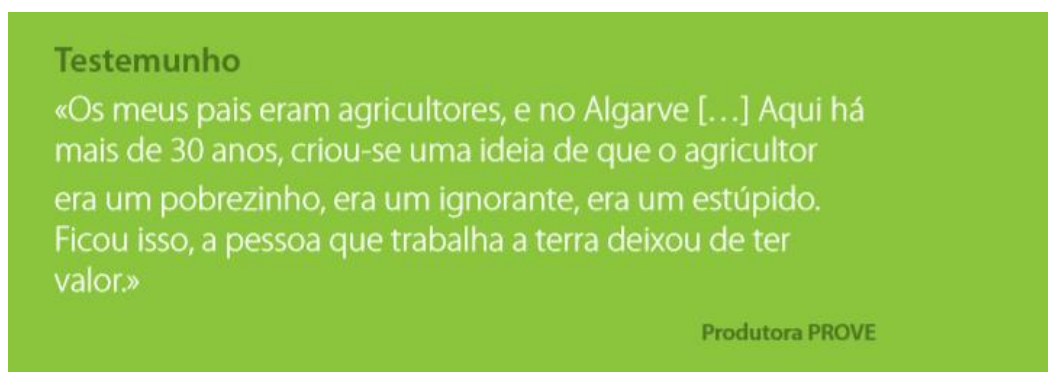 Testemunho
«Os meus pais eram agricultores, e no Algarve [...] Aqui há
mais de 30 anos, criou-se uma ideia de que o agricultor
era um pobrezinho, era um ignorante, era um estúpido.
Ficou isso, a pessoa que trabalha a terra deixou de ter
valor.»
Produtora PROVE